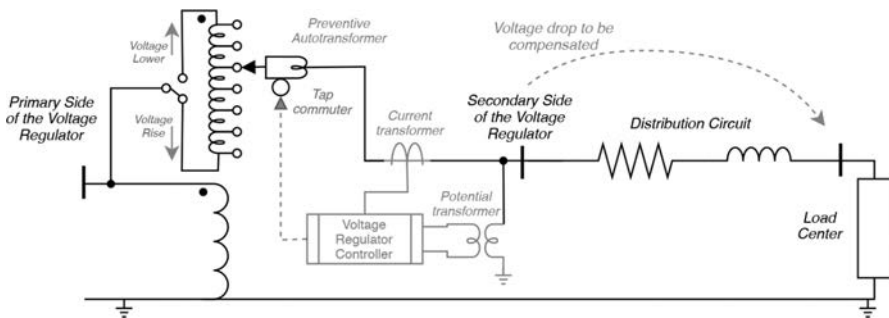 Voltage
Lower
Preventive
Autotransformer
Voltage drop to be
compensated
Primary Side
of the Voltage
Regulator
Voltage
Rise
Tap
commuter
Current
transformer
Secondary Side
of the Voltage
Regulator
Distribution Circuit
Voltage
Regulator
Controller
Potential
transformer
Load
Center